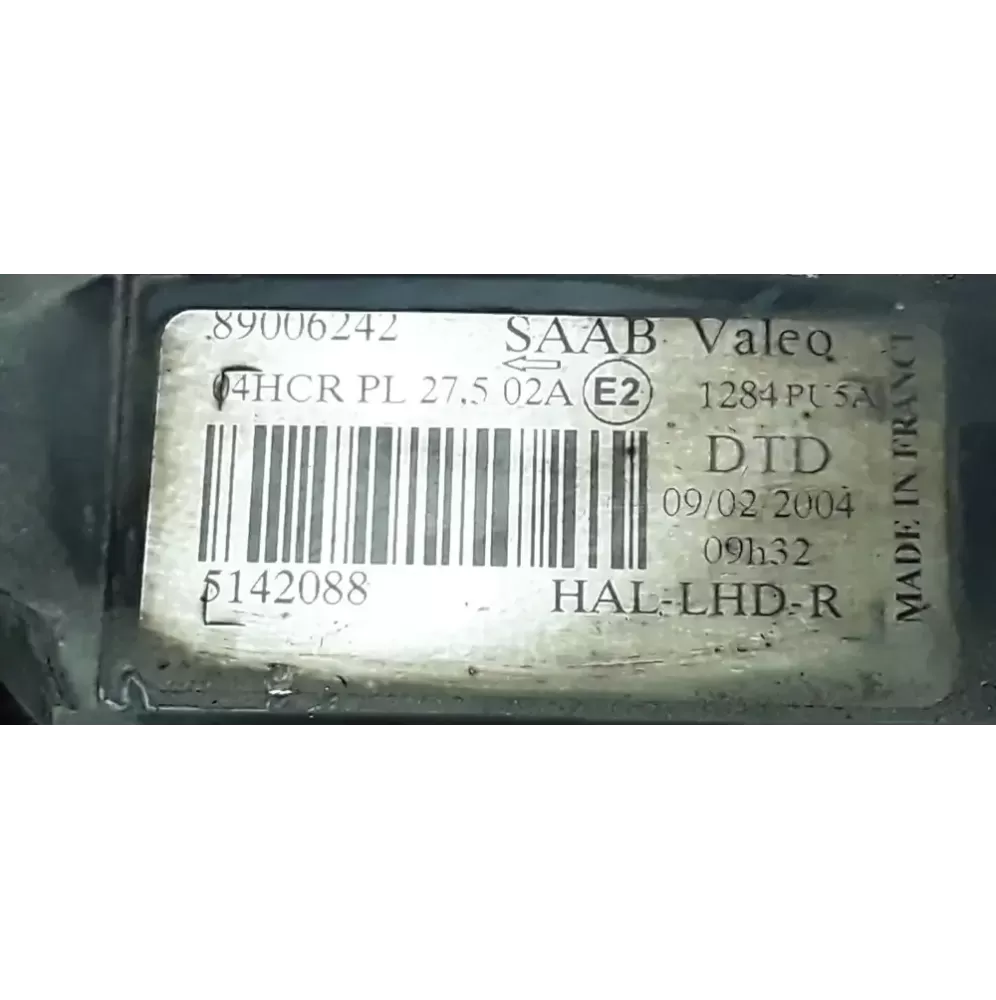 89006242 SAAB Valeo
04HCR PL 27,5 02A E2 1284 PU5A
DTD
09/02 2004
09h32
5142088 HAL-LHD-R
MADE IN FRANCE